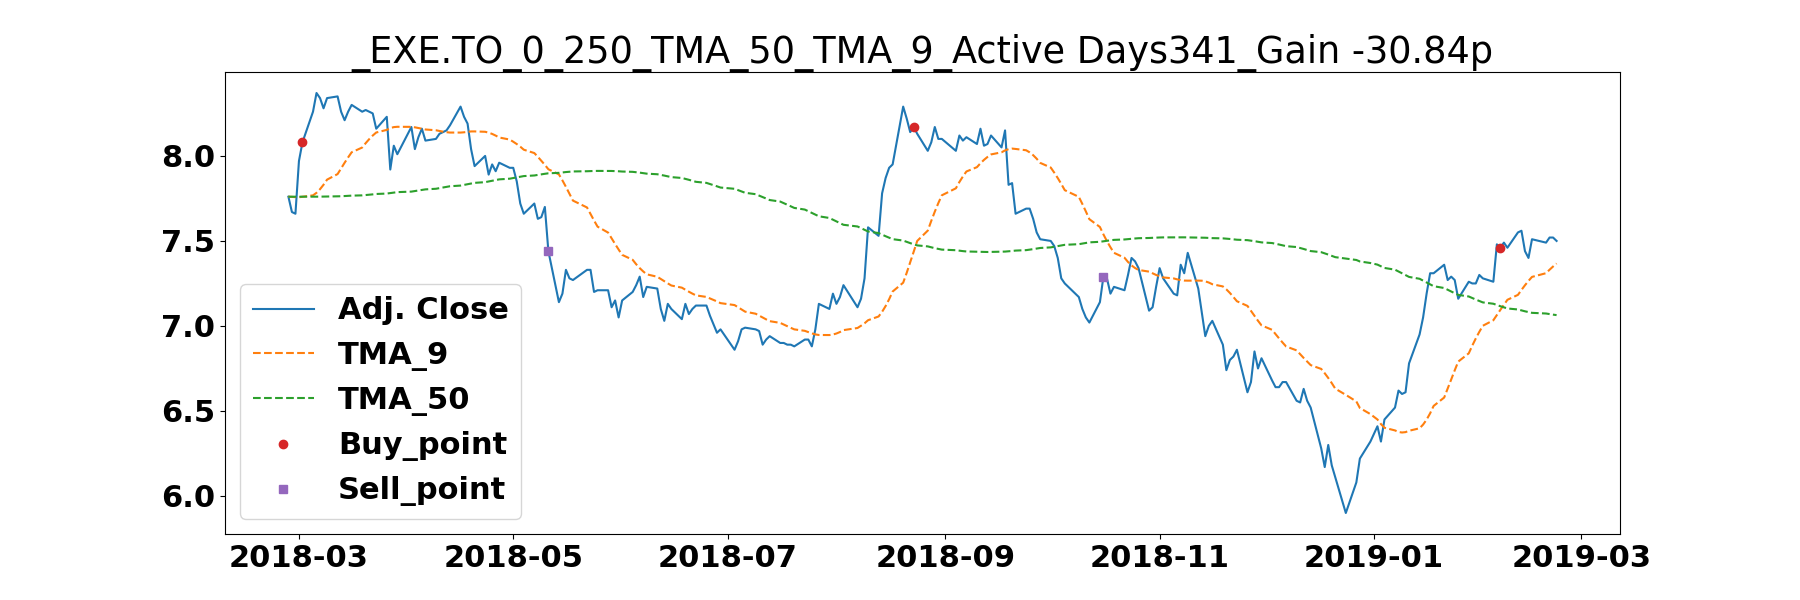 _EXE.TO_0_250_TMA_50_TMA_9_Active Days341_Gain -30.84p
8.0
7.5
7.0
6.5
6.0
Adj. Close
TMA_9
TMA_50
Buy_point
Sell_point
2018-03 2018-05 2018-07 2018-09 2018-11 2019-01 2019-03